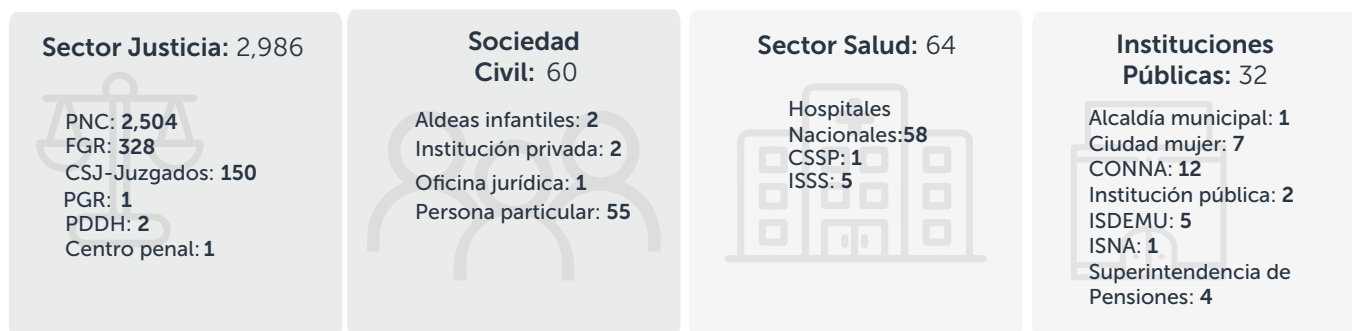 Sector Justicia: 2,986
PNC: 2,504
FGR: 328
CSJ-Juzgados: 150
PGR: 1
PDDH: 2
Centro penal: 1
Sociedad
Civil: 60
Aldeas infantiles: 2
Institución privada: 2
Oficina jurídica: 1
Persona particular: 55
Sector Salud: 64
Hospitales
Nacionales:58
CSSP: 1
ISSS: 5
Instituciones
Públicas: 32
Alcaldía municipal: 1
Ciudad mujer: 7
CONNA: 12
Institución pública: 2
ISDEMU: 5
ISNA: 1
Superintendencia de
Pensiones: 4